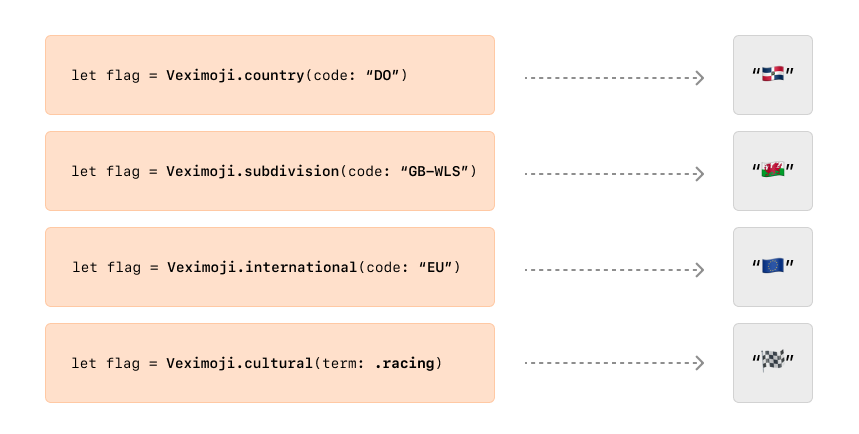 let flag = Veximoji.country(code: “DO”) “🇩🇴”
let flag = Veximoji.subdivision(code: “GB-WLS”) “🏴󠁧󠁢󠁷󠁬󠁳󠁿”
let flag = Veximoji.international(code: “EU”) “🇪🇺”
let flag = Veximoji.cultural(term: .racing) “🏁”